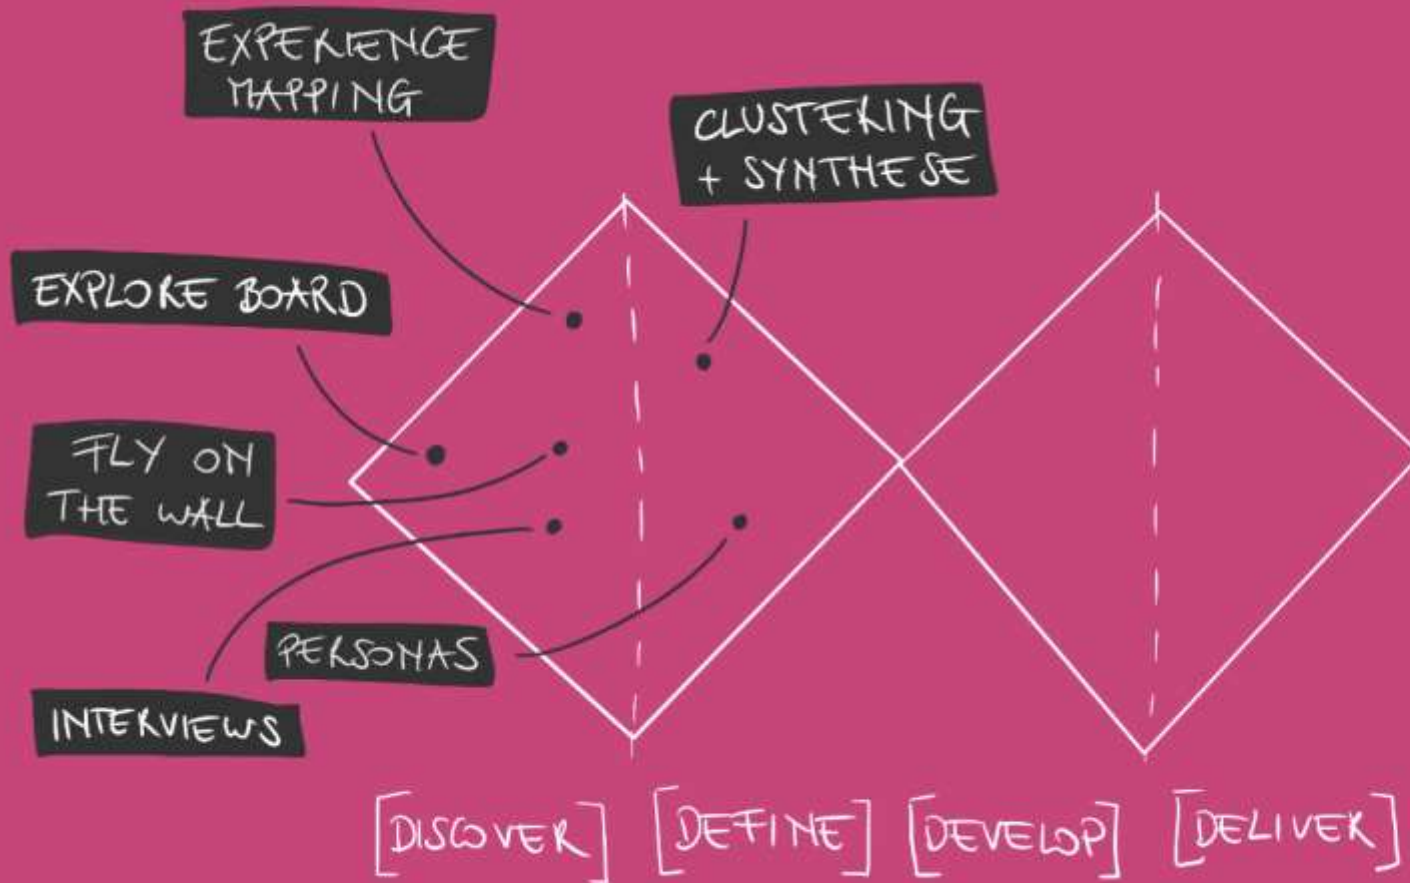 EXPERIENCE
MAPPING
CLUSTERING
+ SYNTHESE
EXPLORE BOARD
FLY ON
THE WALL
PERSONAS
INTERVIEWS
[DISCOVER] [DEFINE] [DEVELOP] [DELIVER]